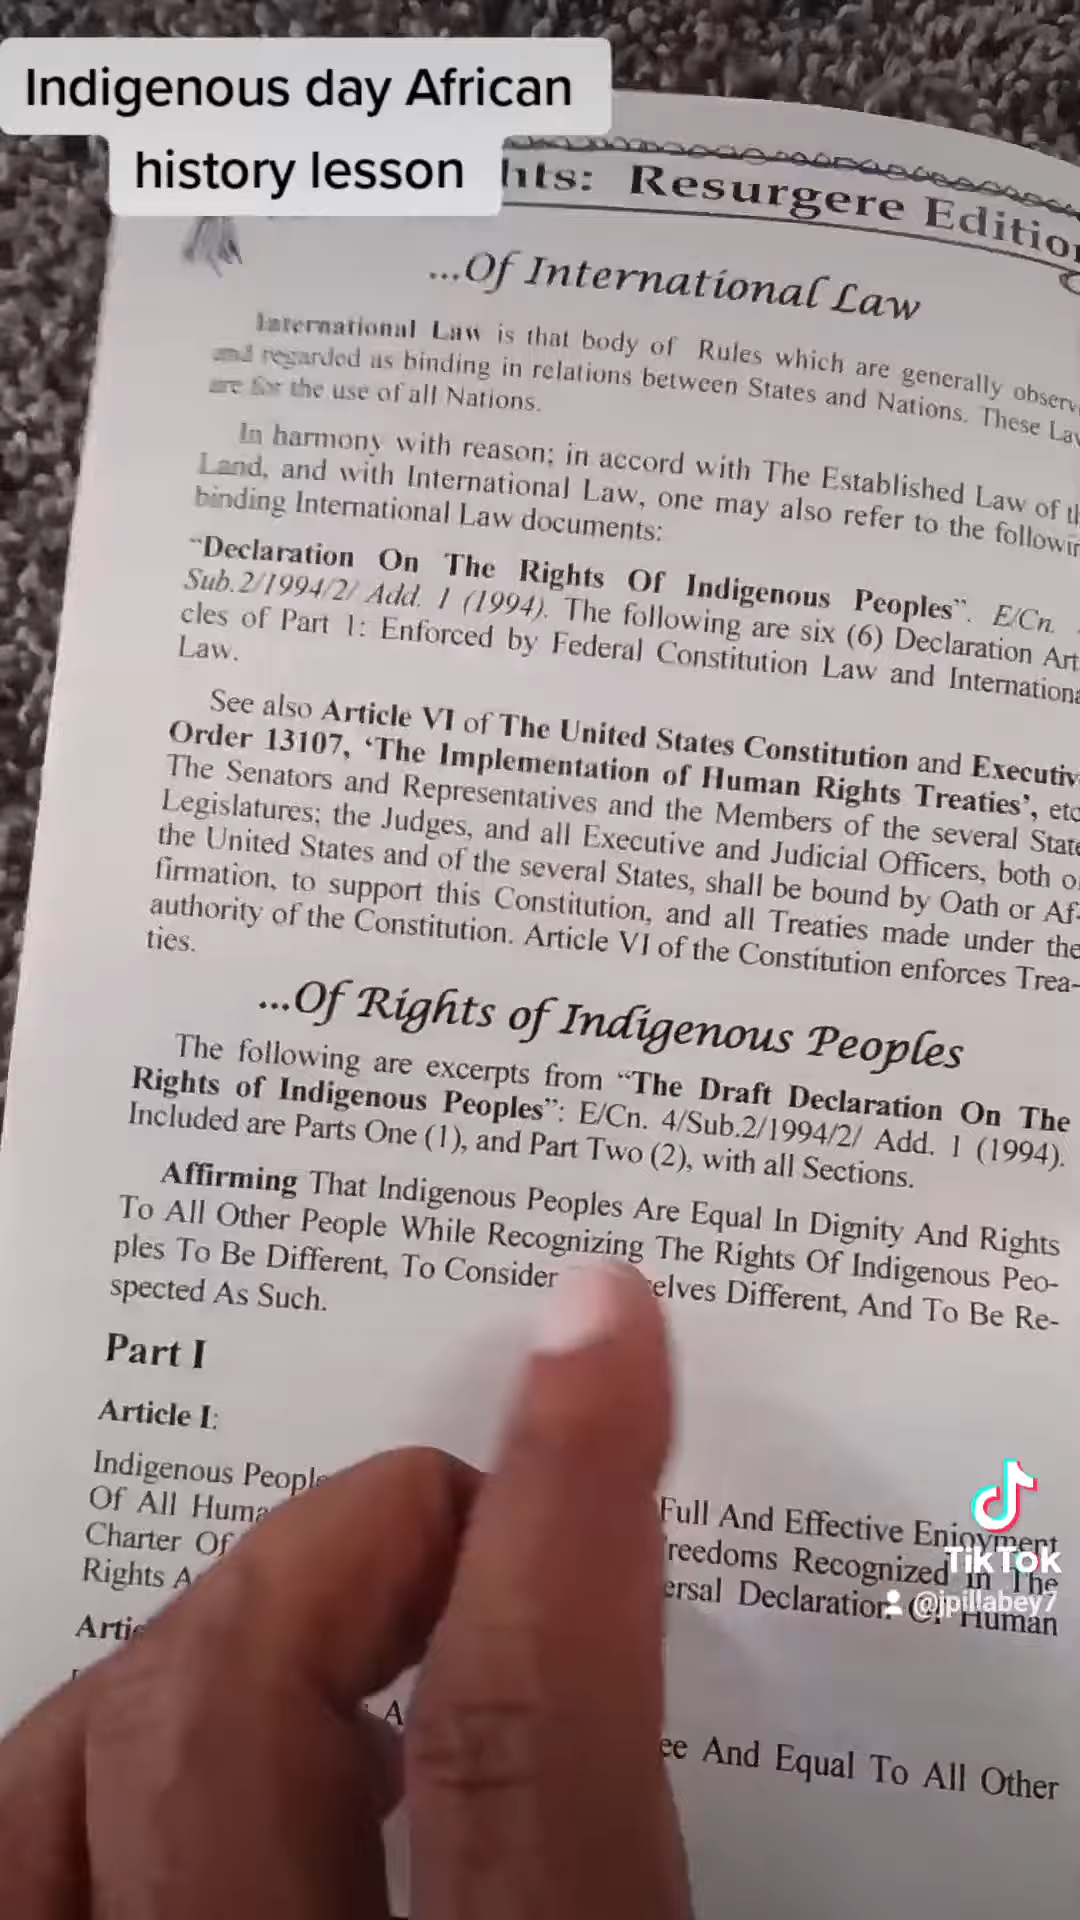 Indigenous day African
history lesson
hts: Resurgere Edition
...Of International Law
International Law is that body of Rules which are generally observe
and regarded as binding in relations between States and Nations. These Law
are for the use of all Nations.
In harmony with reason; in accord with The Established Law of th
Land, and with International Law, one may also refer to the followin
binding International Law documents:
"Declaration On The Rights Of Indigenous Peoples". E/Cn.
Sub.2/1994/2/ Add. 1 (1994). The following are six (6) Declaration Arti
cles of Part 1: Enforced by Federal Constitution Law and Internationa
Law.
See also Article VI of The United States Constitution and Executiv
Order 13107, 'The Implementation of Human Rights Treaties', etc
The Senators and Representatives and the Members of the several State
Legislatures; the Judges, and all Executive and Judicial Officers, both of
the United States and of the several States, shall be bound by Oath or Af-
firmation, to support this Constitution, and all Treaties made under the
authority of the Constitution. Article VI of the Constitution enforces Trea-
ties.
...Of Rights of Indigenous Peoples
The following are excerpts from "The Draft Declaration On The
Rights of Indigenous Peoples": E/Cn. 4/Sub.2/1994/2/ Add. 1 (1994).
Included are Parts One (1), and Part Two (2), with all Sections.
Affirming That Indigenous Peoples Are Equal In Dignity And Rights
To All Other People While Recognizing The Rights Of Indigenous Peo-
ples To Be Different, To Consider elves Different, And To Be Re-
spected As Such.
Part I
Article I:
Indigenous People Full And Effective Enjoyment
Of All Huma reedoms Recognized In The
Charter Of ersal Declaration Of Human
Rights A
Artic
A ee And Equal To All Other
TikTok
@jpillabey7